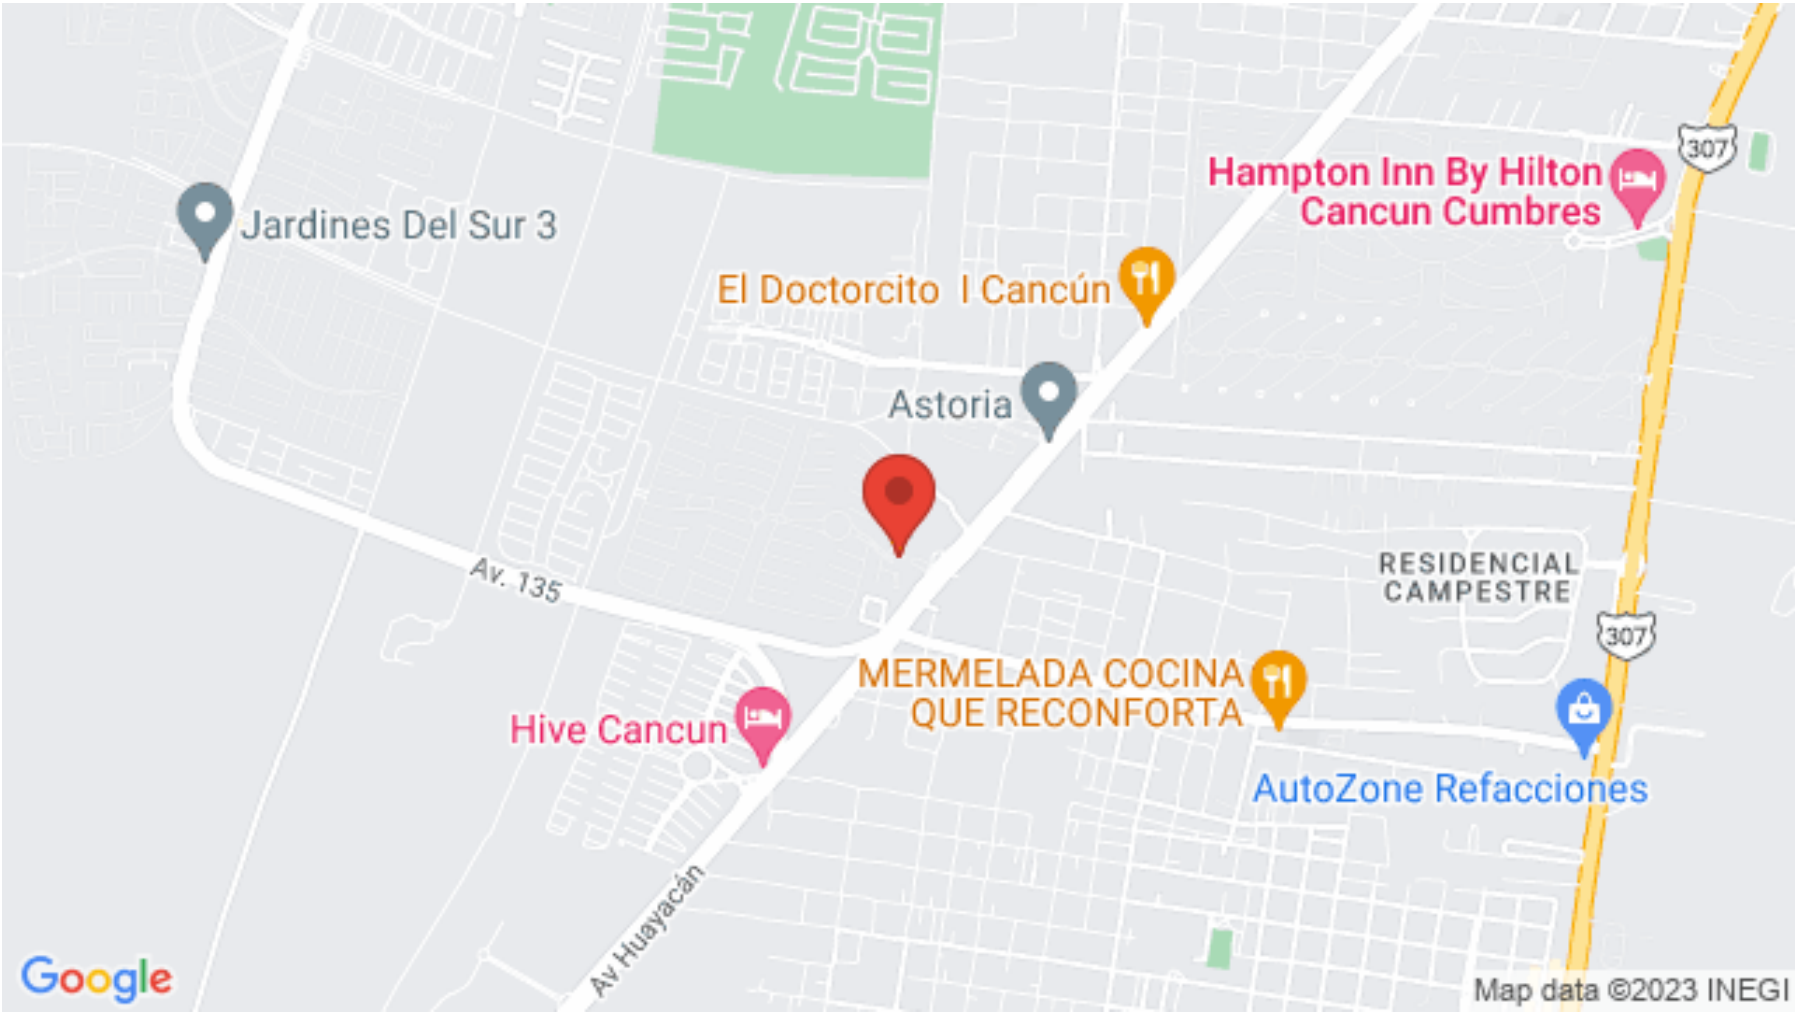 307
Hampton Inn By Hilton
Cancun Cumbres
Jardines Del Sur 3
El Doctorcito I Cancún
Astoria
RESIDENCIAL
CAMPESTRE
Av. 135
307
MERMELADA COCINA
QUE RECONFORTA
Hive Cancun
AutoZone Refacciones
Av Huayacán
Google
Map data ©2023 INEGI